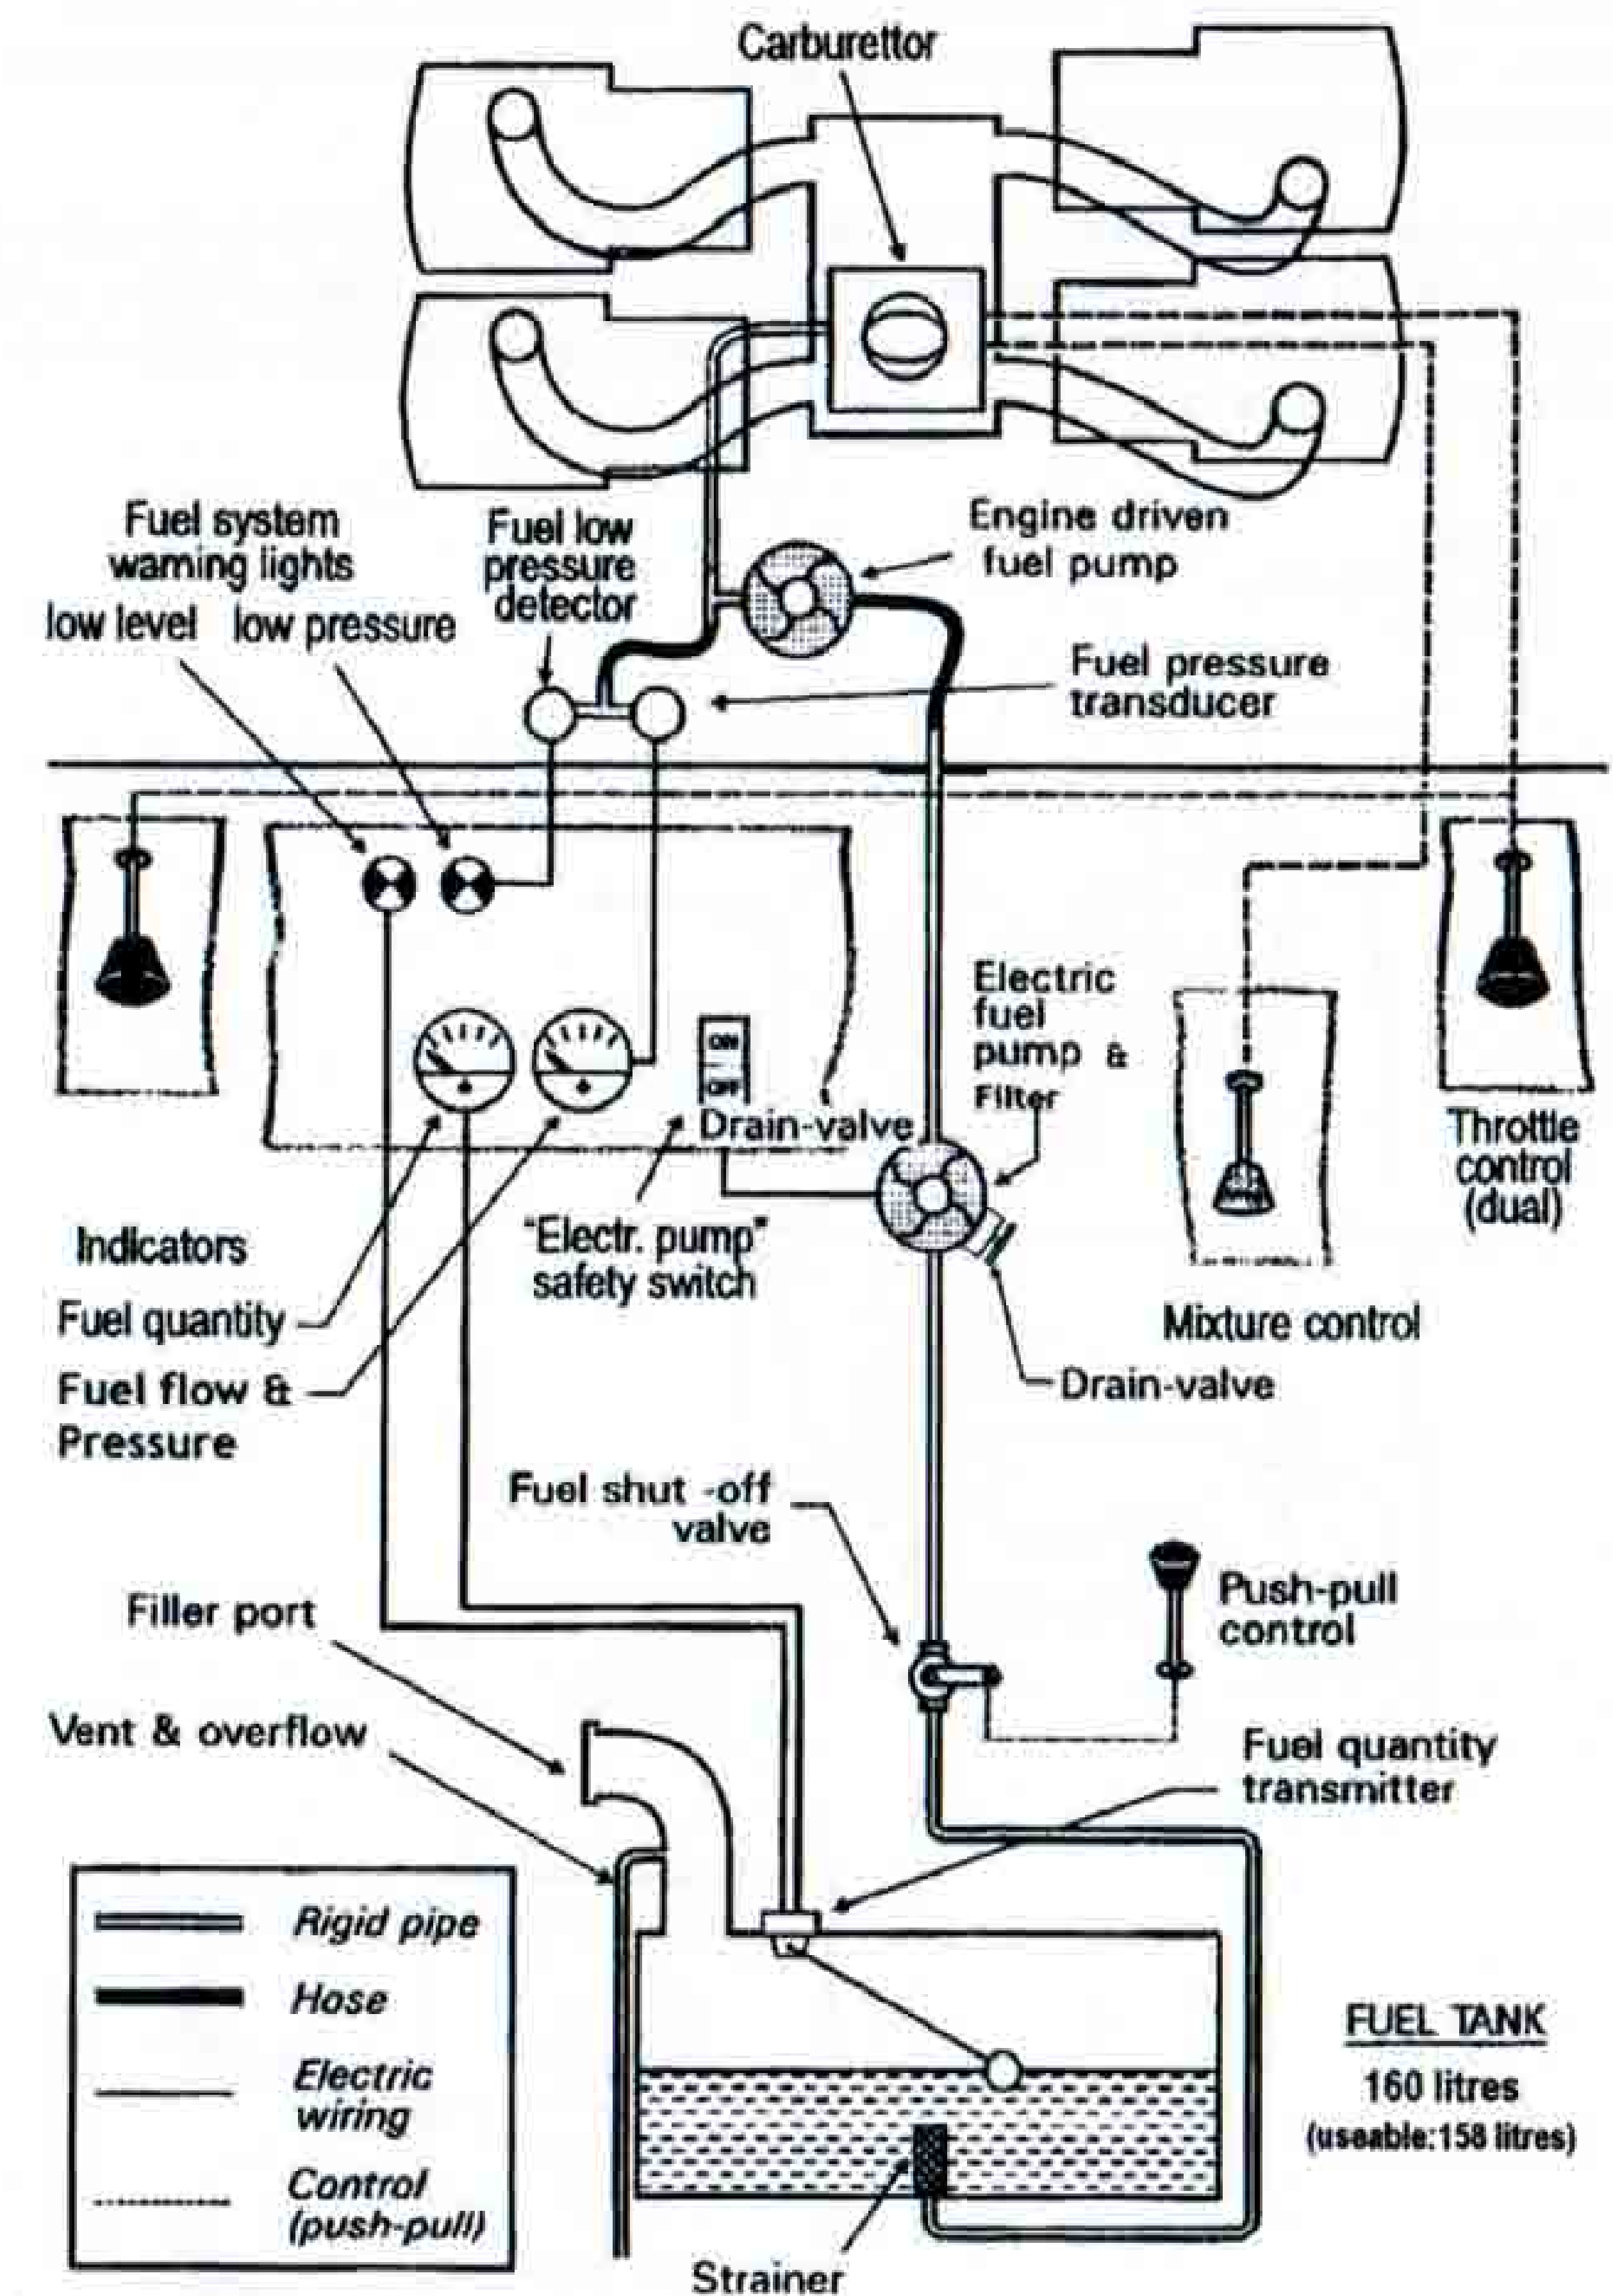 Carburettor
Fuel system
warning lights
low level low pressure
Fuel low
pressure
detector
Engine driven
fuel pump
Fuel pressure
transducer
ON
OFF
Drain-valve
Electric
fuel
pump &
Filter
Throttle
control
(dual)
"Electr. pump"
safety switch
Indicators
Fuel quantity
Fuel flow &
Pressure
Mixture control
Drain-valve
Fuel shut -off
valve
Push-pull
control
Filler port
Vent & overflow
Fuel quantity
transmitter
Rigid pipe
Hose
Electric
wiring
Control
(push-pull)
FUEL TANK
160 litres
(useable:158 litres)
Strainer